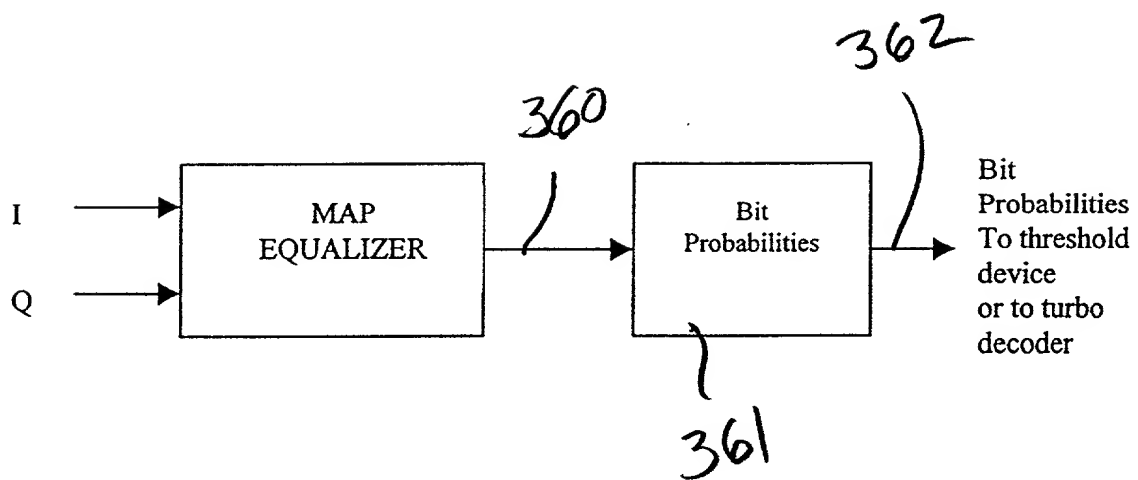 362
360
I
Q
MAP
EQUALIZER
Bit
Probabilities
Bit
Probabilities
To threshold
device
or to turbo
decoder
361